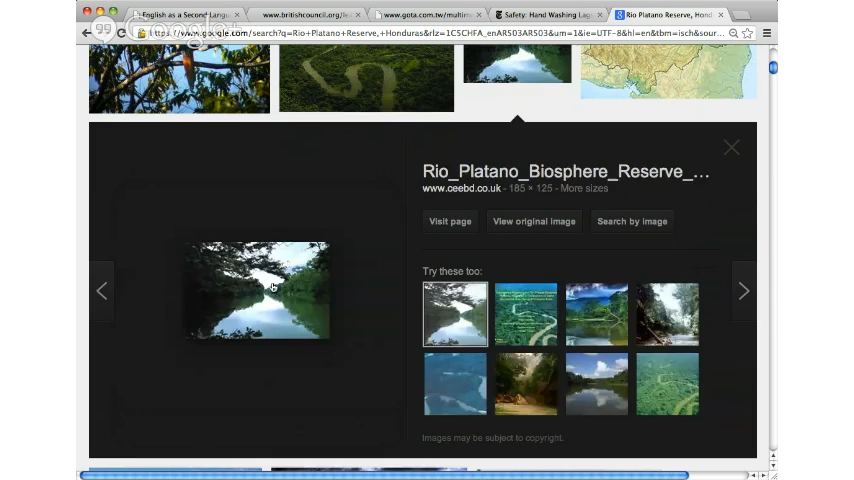 English as a Second Langu
www.britishcouncil.org/le
www.gota.com.tw/multim
Safety: Hand Washing Lags
Rio Platano Reserve, Hond
https://www.google.com/search?q=Rio+Platano+Reserve,+Honduras&rlz=1C5CHFA_enAR503AR503&um=1&ie=UTF-8&hl=en&tbm=isch&sour...
Google+
Rio_Platano_Biosphere_Reserve_...
www.ceebd.co.uk - 185 × 125 - More sizes
Visit page
View original image
Search by image
Try these too:
Images may be subject to copyright.